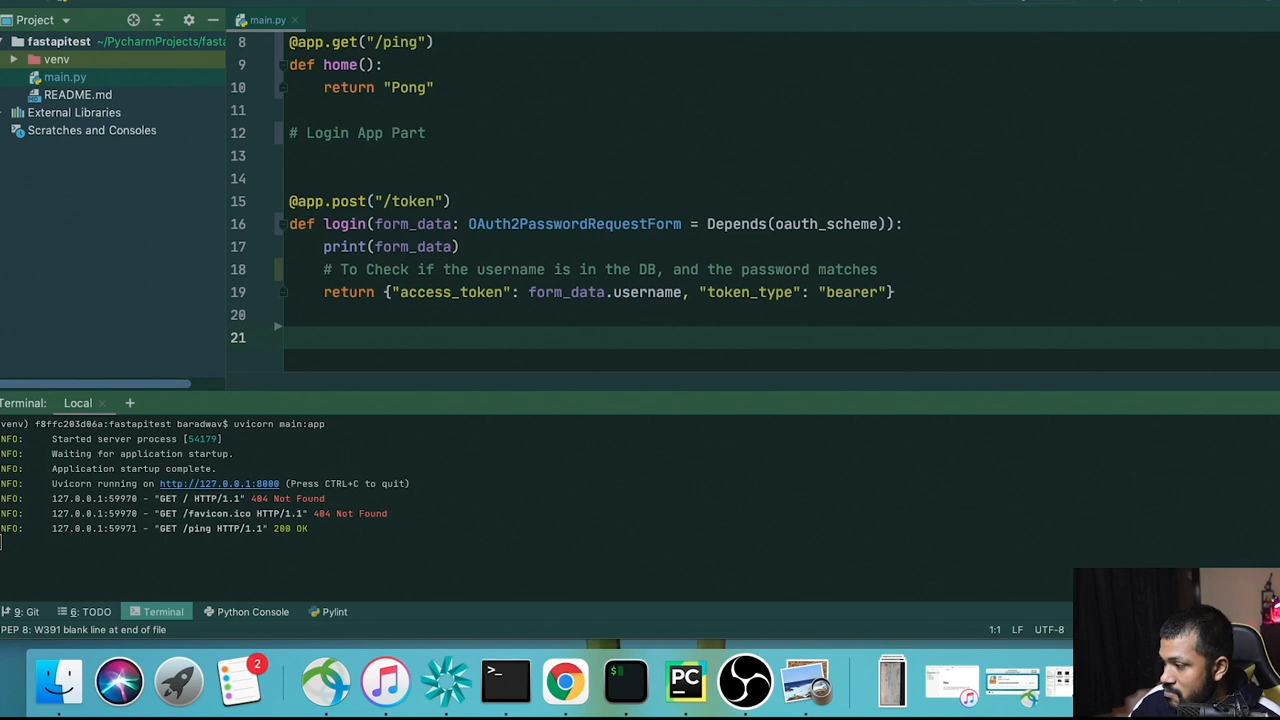 Project
main.py
fastapitest ~/PycharmProjects/fasta
venv
main.py
README.md
External Libraries
Scratches and Consoles
8 @app.get("/ping")
9 def home():
10 return "Pong"
11
12 # Login App Part
13
14
15 @app.post("/token")
16 def login(form_data: OAuth2PasswordRequestForm = Depends(oauth_scheme)):
17 print(form_data)
18 # To Check if the username is in the DB, and the password matches
19 return {"access_token": form_data.username, "token_type": "bearer"}
20
21
Terminal: Local +
venv) f8ffc203d06a:fastapitest baradwav$ uvicorn main:app
NFO: Started server process [54179]
NFO: Waiting for application startup.
NFO: Application startup complete.
NFO: Uvicorn running on http://127.0.0.1:8000 (Press CTRL+C to quit)
NFO: 127.0.0.1:59970 - "GET / HTTP/1.1" 404 Not Found
NFO: 127.0.0.1:59970 - "GET /favicon.ico HTTP/1.1" 404 Not Found
NFO: 127.0.0.1:59971 - "GET /ping HTTP/1.1" 200 OK
9: Git 6: TODO Terminal Python Console Pylint
PEP 8: W391 blank line at end of file 1:1 LF UTF-8
2
PC